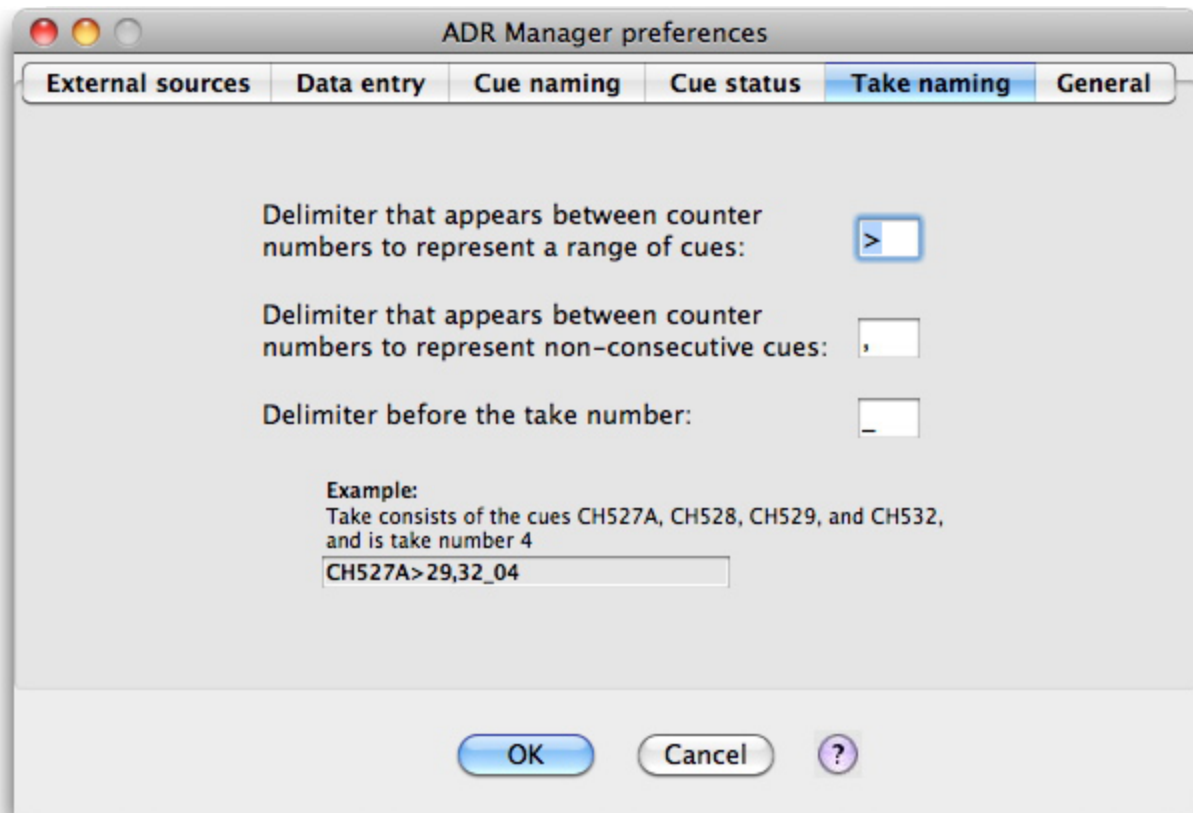 ADR Manager preferences
External sources Data entry Cue naming Cue status Take naming General
Delimiter that appears between counter
numbers to represent a range of cues: >
Delimiter that appears between counter
numbers to represent non-consecutive cues: ,
Delimiter before the take number: _
Example:
Take consists of the cues CH527A, CH528, CH529, and CH532,
and is take number 4
CH527A>29,32_04
OK Cancel ?